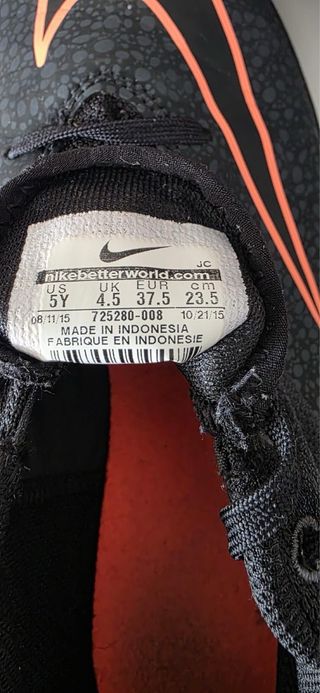 JC
nikebetterworld.com
US UK EUR cm
5Y 4.5 37.5 23.5
08/11/15 725280-008 10/21/15
MADE IN INDONESIA
FABRIQUE EN INDONESIE